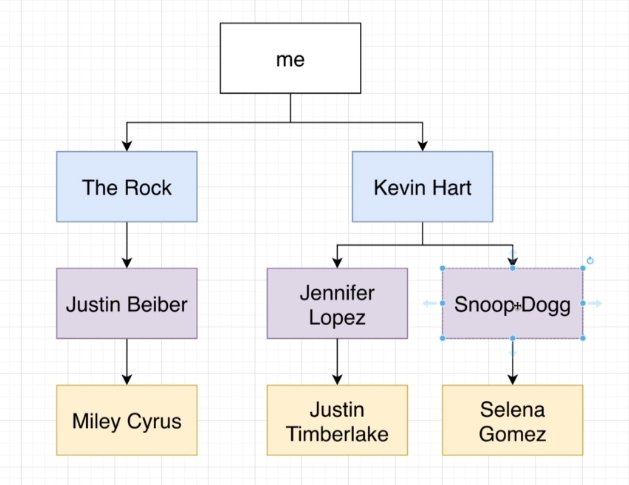 me
The Rock
Kevin Hart
Justin Beiber
Jennifer
Lopez
Snoop Dogg
Miley Cyrus
Justin
Timberlake
Selena
Gomez